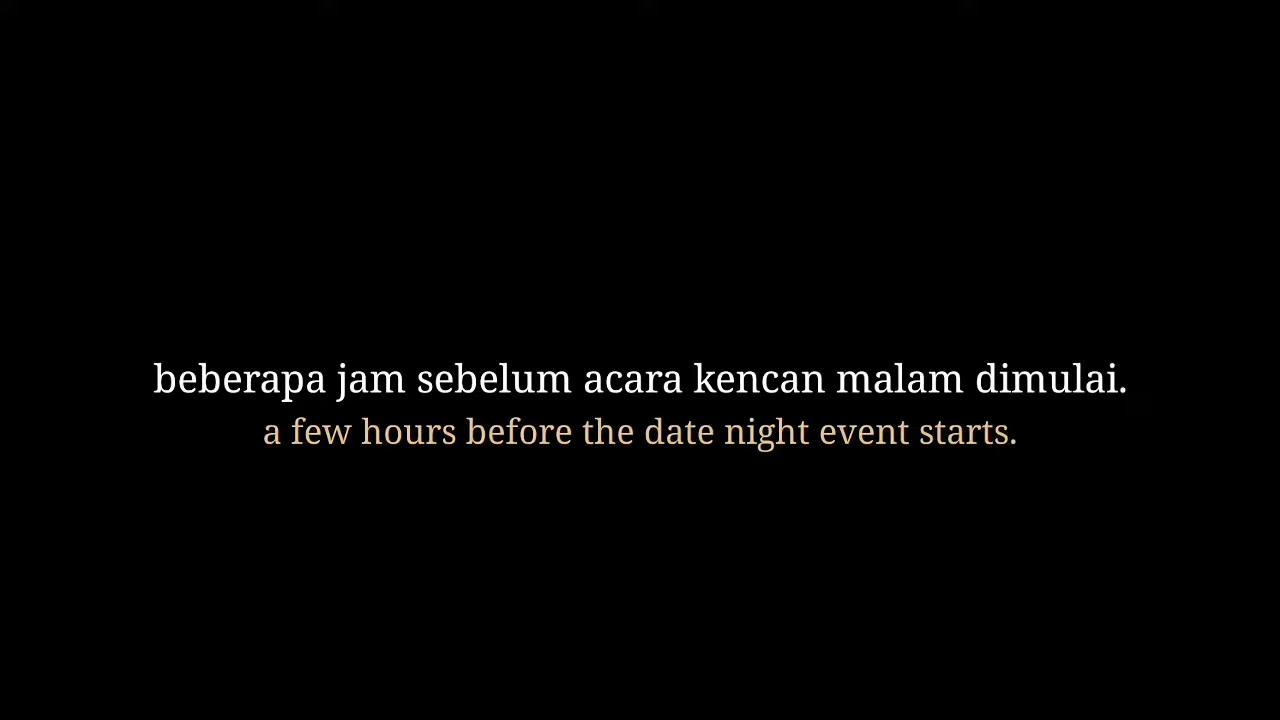 beberapa jam sebelum acara kencan malam dimulai.
a few hours before the date night event starts.